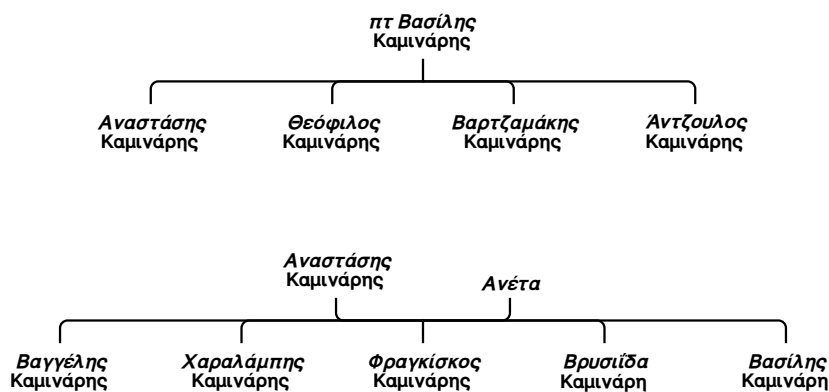 πτ Βασίλης
Καμινάρης
Αναστάσης
Καμινάρης
Θεόφιλος
Καμινάρης
Βαρτζαμάκης
Καμινάρης
Άντζουλος
Καμινάρης
Αναστάσης
Καμινάρης
Ανέτα
Βαγγέλης
Καμινάρης
Χαραλάμπης
Καμινάρης
Φραγκίσκος
Καμινάρης
Βρυσιΐδα
Καμινάρη
Βασίλης
Καμινάρη